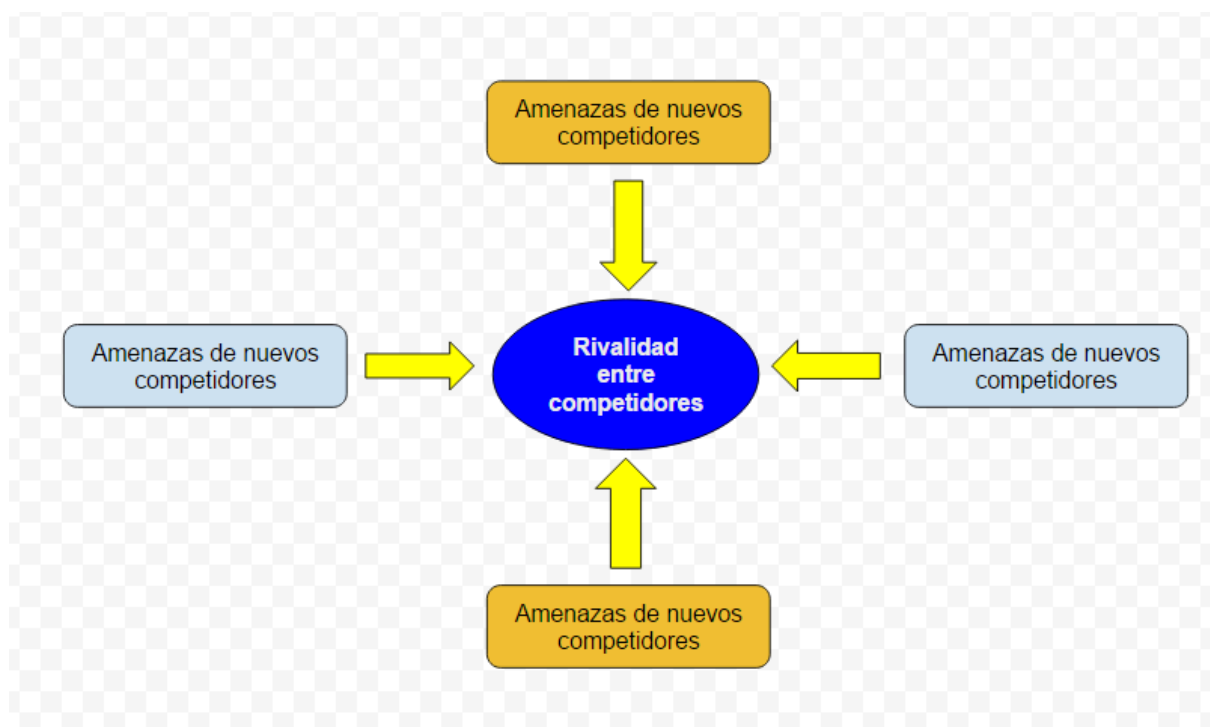 Amenazas de nuevos
competidores
Amenazas de nuevos
competidores
Rivalidad
entre
competidores
Amenazas de nuevos
competidores
Amenazas de nuevos
competidores